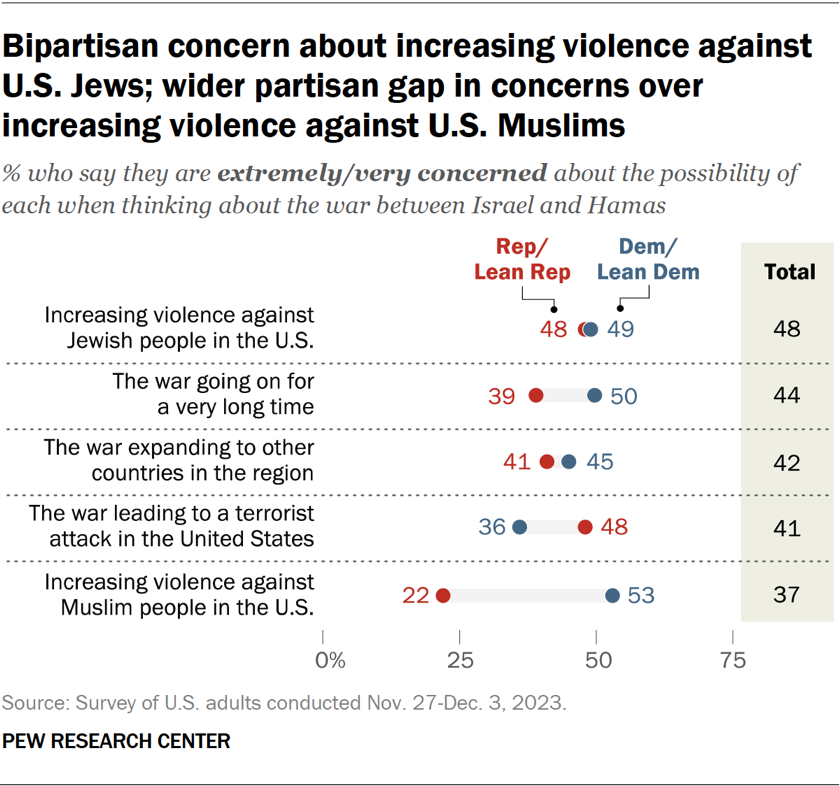 Bipartisan concern about increasing violence against
U.S. Jews; wider partisan gap in concerns over
increasing violence against U.S. Muslims
% who say they are extremely/very concerned about the possibility of
each when thinking about the war between Israel and Hamas
Rep/
Lean Rep
Dem/
Lean Dem
Total
Increasing violence against
Jewish people in the U.S.
48
49
48
The war going on for
a very long time
39
50
44
The war expanding to other
countries in the region
41
45
42
The war leading to a terrorist
attack in the United States
36
48
41
Increasing violence against
Muslim people in the U.S.
22
53
37
0%
25
50
75
Source: Survey of U.S. adults conducted Nov. 27-Dec. 3, 2023.
PEW RESEARCH CENTER